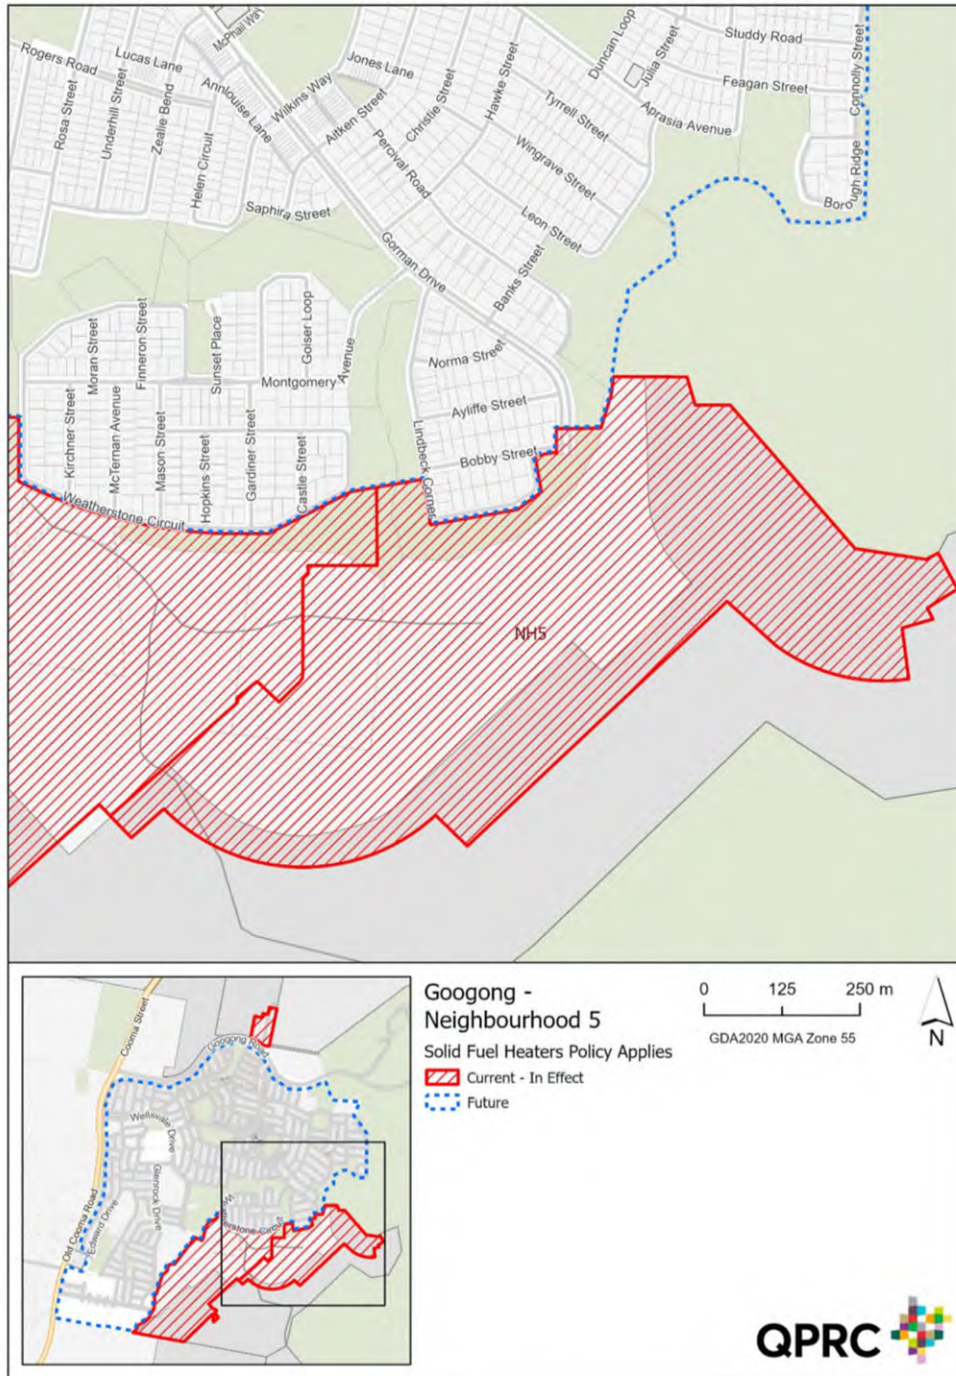 McPhail Way
Rogers Road
Lucas Lane
Annlouise Lane
Wilkins Way
Jones Lane
Aitken Street
Christie Street
Hawke Street
Duncan Loop
Julia Street
Studdy Road
Feagan Street
Connolly Street
Rosa Street
Underhill Street
Zealie Bend
Helen Circuit
Percival Road
Tyrrell Street
Aprasia Avenue
Wingrave Street
Borough Ridge
Saphira Street
Leon Street
Gorman Drive
Banks Street
Moran Street
Finneron Street
Sunset Place
Goiser Loop
Montgomery Avenue
Norma Street
Ayliffe Street
Bobby Street
Lindbeck Corner
Kirchner Street
McTernan Avenue
Mason Street
Hopkins Street
Gardiner Street
Castle Street
Weatherstone Circuit
NH5
Cooma Street
Googong Road
Wellsvale Drive
Glenrock Drive
Edward Drive
Old Cooma Road
Weatherstone Circuit
Googong -
Neighbourhood 5
Solid Fuel Heaters Policy Applies
Current - In Effect
Future
0 125 250 m
GDA2020 MGA Zone 55
N
QPRC